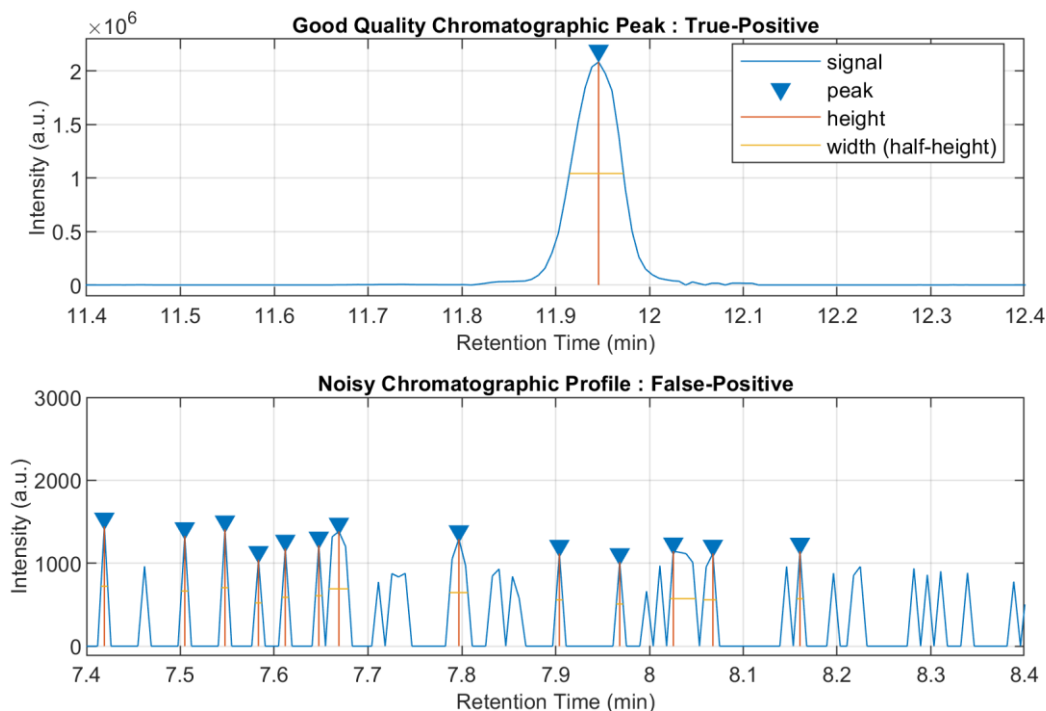 Good Quality Chromatographic Peak : True-Positive
×10⁶
2
1.5
1
0.5
0
Intensity (a.u.)
signal
peak
height
width (half-height)
11.4 11.5 11.6 11.7 11.8 11.9 12 12.1 12.2 12.3 12.4
Retention Time (min)
Noisy Chromatographic Profile : False-Positive
3000
2000
1000
0
Intensity (a.u.)
7.4 7.5 7.6 7.7 7.8 7.9 8 8.1 8.2 8.3 8.4
Retention Time (min)